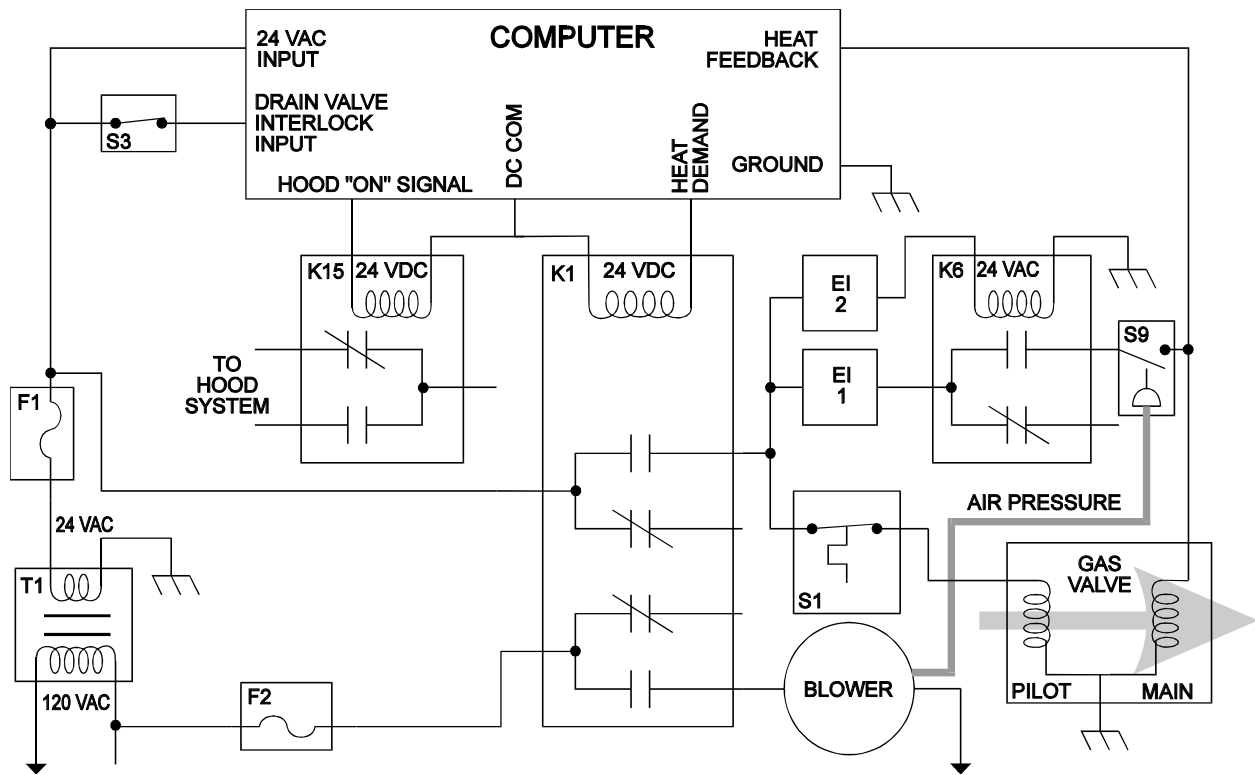 COMPUTER
24 VAC
INPUT
HEAT
FEEDBACK
DRAIN VALVE
INTERLOCK
INPUT
S3
DC COM
HEAT
DEMAND
GROUND
HOOD "ON" SIGNAL
K15
24 VDC
K1
24 VDC
EI
2
K6
24 VAC
S9
TO
HOOD
SYSTEM
EI
1
F1
AIR PRESSURE
24 VAC
T1
S1
GAS
VALVE
120 VAC
F2
BLOWER
PILOT
MAIN